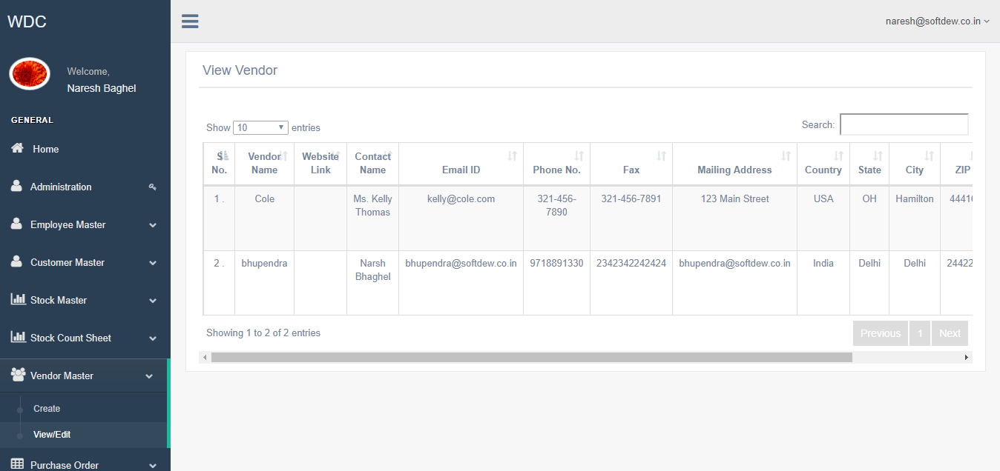 WDC
naresh@softdew.co.in
Welcome,
Naresh Baghel
GENERAL
Home
Administration
Employee Master
Customer Master
Stock Master
Stock Count Sheet
Vendor Master
Create
View/Edit
Purchase Order
View Vendor
Show 10 entries
Search:
S No. Vendor Name Website Link Contact Name Email ID Phone No. Fax Mailing Address Country State City ZIP
1 . Cole Ms. Kelly Thomas kelly@cole.com 321-456-7890 321-456-7891 123 Main Street USA OH Hamilton
2 . bhupendra Narsh Bhaghel bhupendra@softdew.co.in 9718891330 2342342242424 bhupendra@softdew.co.in India Delhi Delhi 24422
Showing 1 to 2 of 2 entries
Previous 1 Next